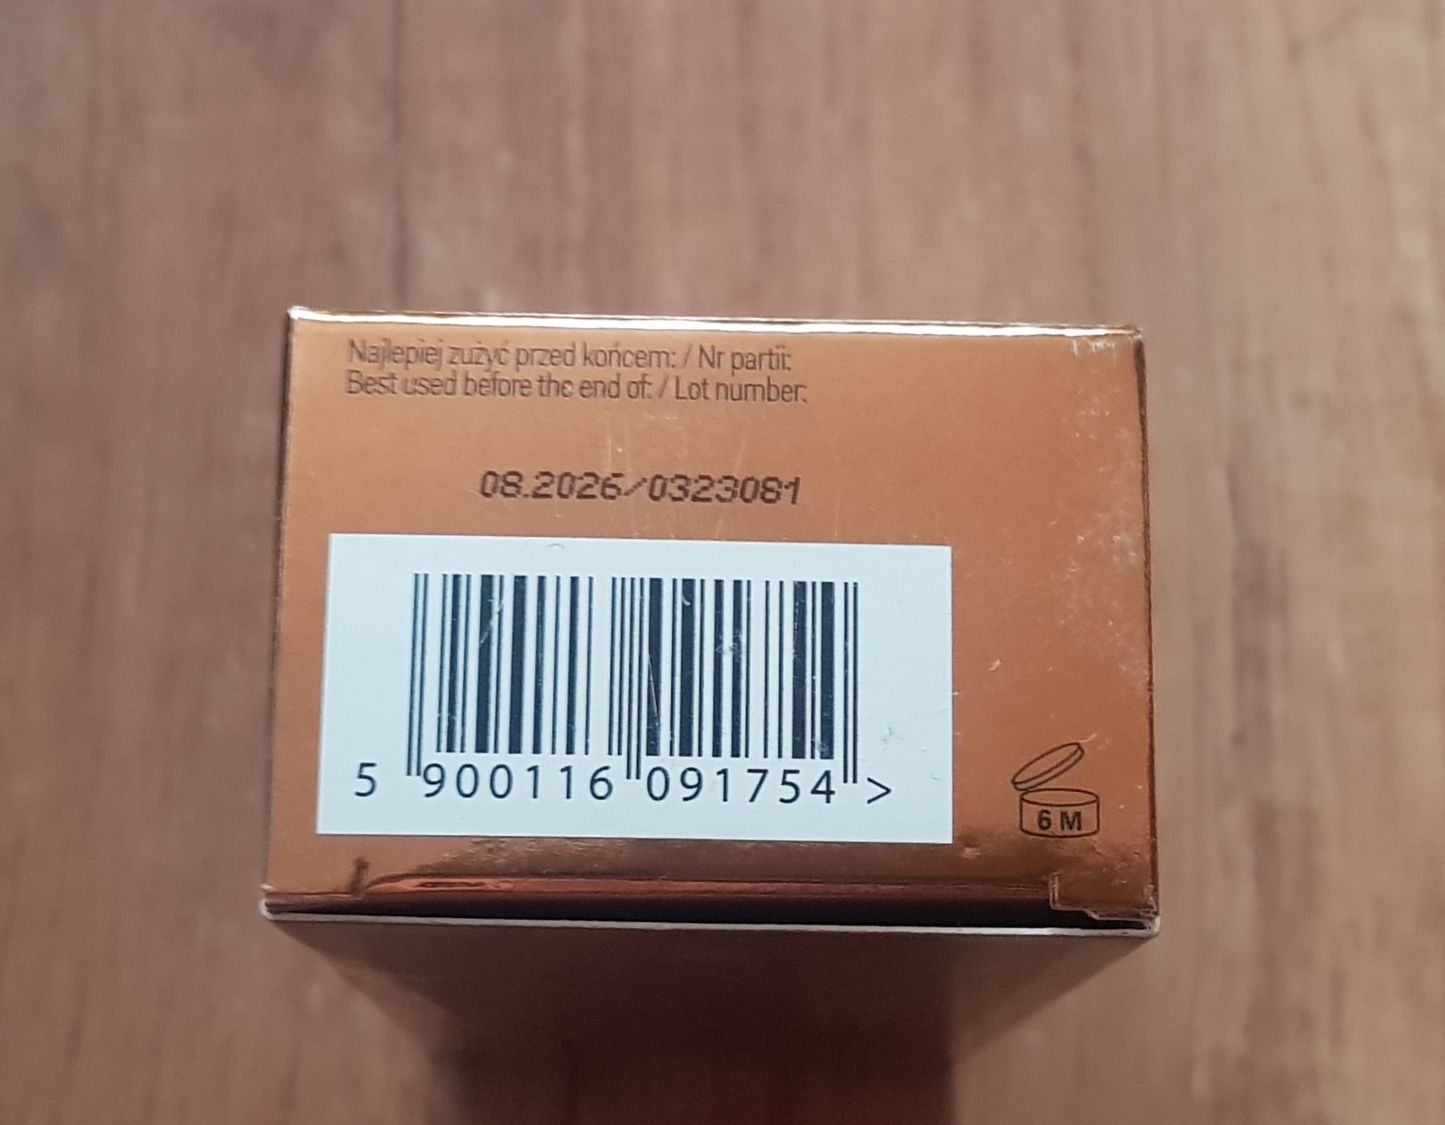 Najlepiej zużyć przed końcem: / Nr partii:
Best used before the end of: / Lot number:
08.2026/0323081
5 900116 091754 >
6 M